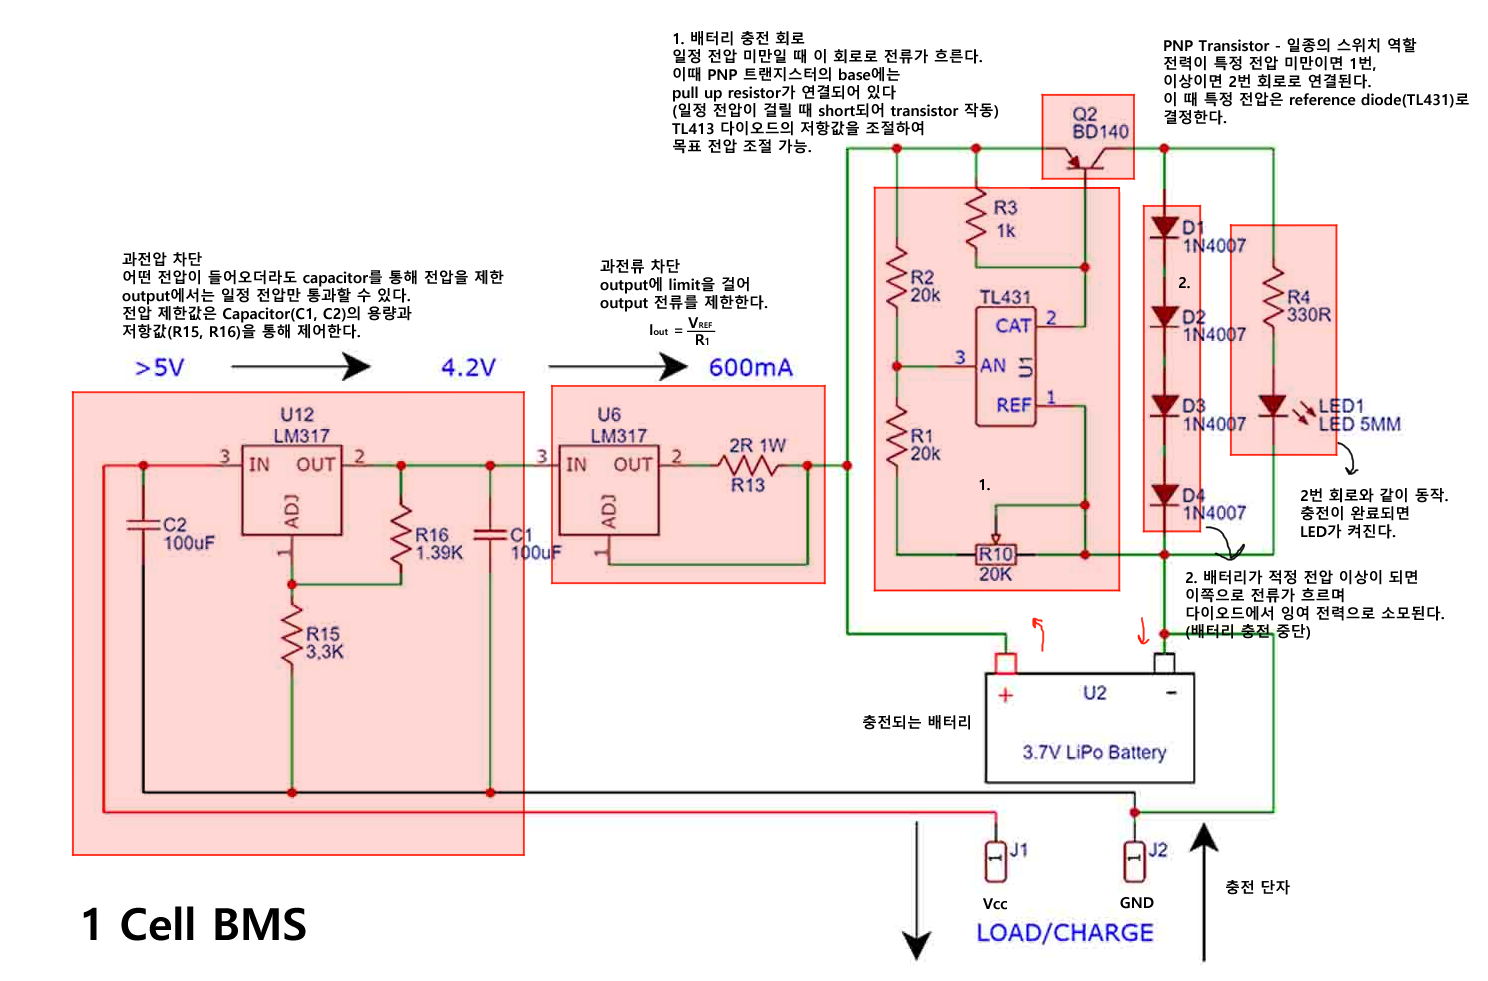 1. 배터리 충전 회로
일정 전압 미만일 때 이 회로로 전류가 흐른다.
이때 PNP 트랜지스터의 base에는
pull up resistor가 연결되어 있다
(일정 전압이 걸릴 때 short되어 transistor 작동)
TL413 다이오드의 저항값을 조절하여
목표 전압 조절 가능.
PNP Transistor - 일종의 스위치 역할
전력이 특정 전압 미만이면 1번,
이상이면 2번 회로로 연결된다.
이 때 특정 전압은 reference diode(TL431)로
결정한다.
Q2
BD140
과전압 차단
어떤 전압이 들어오더라도 capacitor를 통해 전압을 제한
output에서는 일정 전압만 통과할 수 있다.
전압 제한값은 Capacitor(C1, C2)의 용량과
저항값(R15, R16)을 통해 제어한다.
과전류 차단
output에 limit을 걸어
output 전류를 제한한다.
Iout = VREF
R1
>5V
4.2V
600mA
U12
LM317
3
IN
OUT
2
ADJ
1
C2
100uF
R16
1.39K
C1
100uF
R15
3,3K
U6
LM317
3
IN
OUT
2
ADJ
1
2R 1W
R13
R3
1k
R2
20k
TL431
CAT
2
3
AN
U1
REF
1
R1
20k
1.
R10
20K
D1
1N4007
2.
D2
1N4007
D3
1N4007
D4
1N4007
R4
330R
LED1
LED 5MM
2번 회로와 같이 동작.
충전이 완료되면
LED가 켜진다.
2. 배터리가 적정 전압 이상이 되면
이쪽으로 전류가 흐르며
다이오드에서 잉여 전력으로 소모된다.
(배터리 충전 중단)
충전되는 배터리
+
U2
-
3.7V LiPo Battery
1
J1
1
J2
Vcc
GND
충전 단자
LOAD/CHARGE
1 Cell BMS